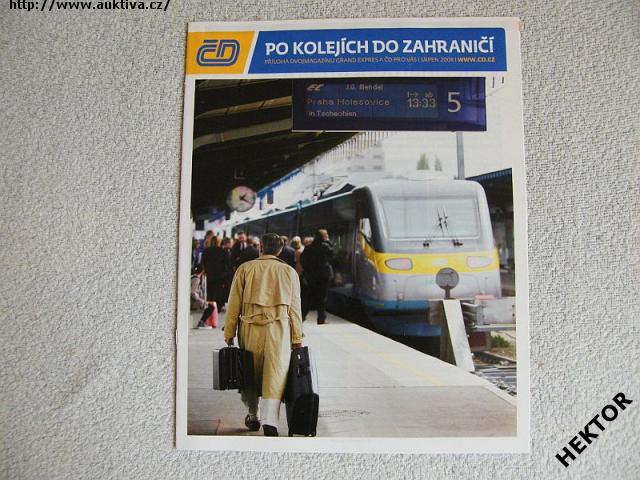 http://www.auktiva.cz/
ČD
PO KOLEJÍCH DO ZAHRANIČÍ
PŘÍLOHA DVOJMAGAZÍNU GRAND EXPRES A ČD PRO VÁS | SRPEN 2008 | WWW.CD.CZ
EC J.G. Mendel
Praha Holesovice 13:33 5
in Tschechien
HEKTOR